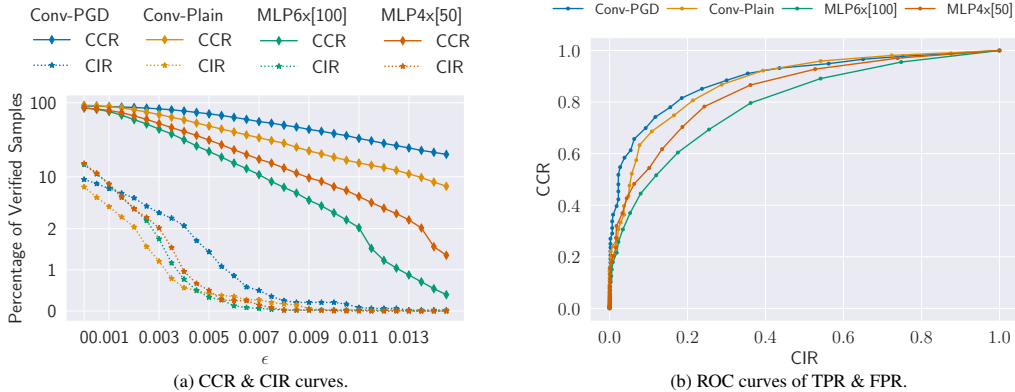 Conv-PGD Conv-Plain MLP6x[100] MLP4x[50]
CCR CCR CCR CCR
CIR CIR CIR CIR
Percentage of Verified Samples
100
10
2
1
0
00.001 0.003 0.005 0.007 0.009 0.011 0.013
ϵ
(a) CCR & CIR curves.
Conv-PGD Conv-Plain MLP6x[100] MLP4x[50]
CCR
1.0
0.8
0.6
0.4
0.2
0.0
0.0 0.2 0.4 0.6 0.8 1.0
CIR
(b) ROC curves of TPR & FPR.